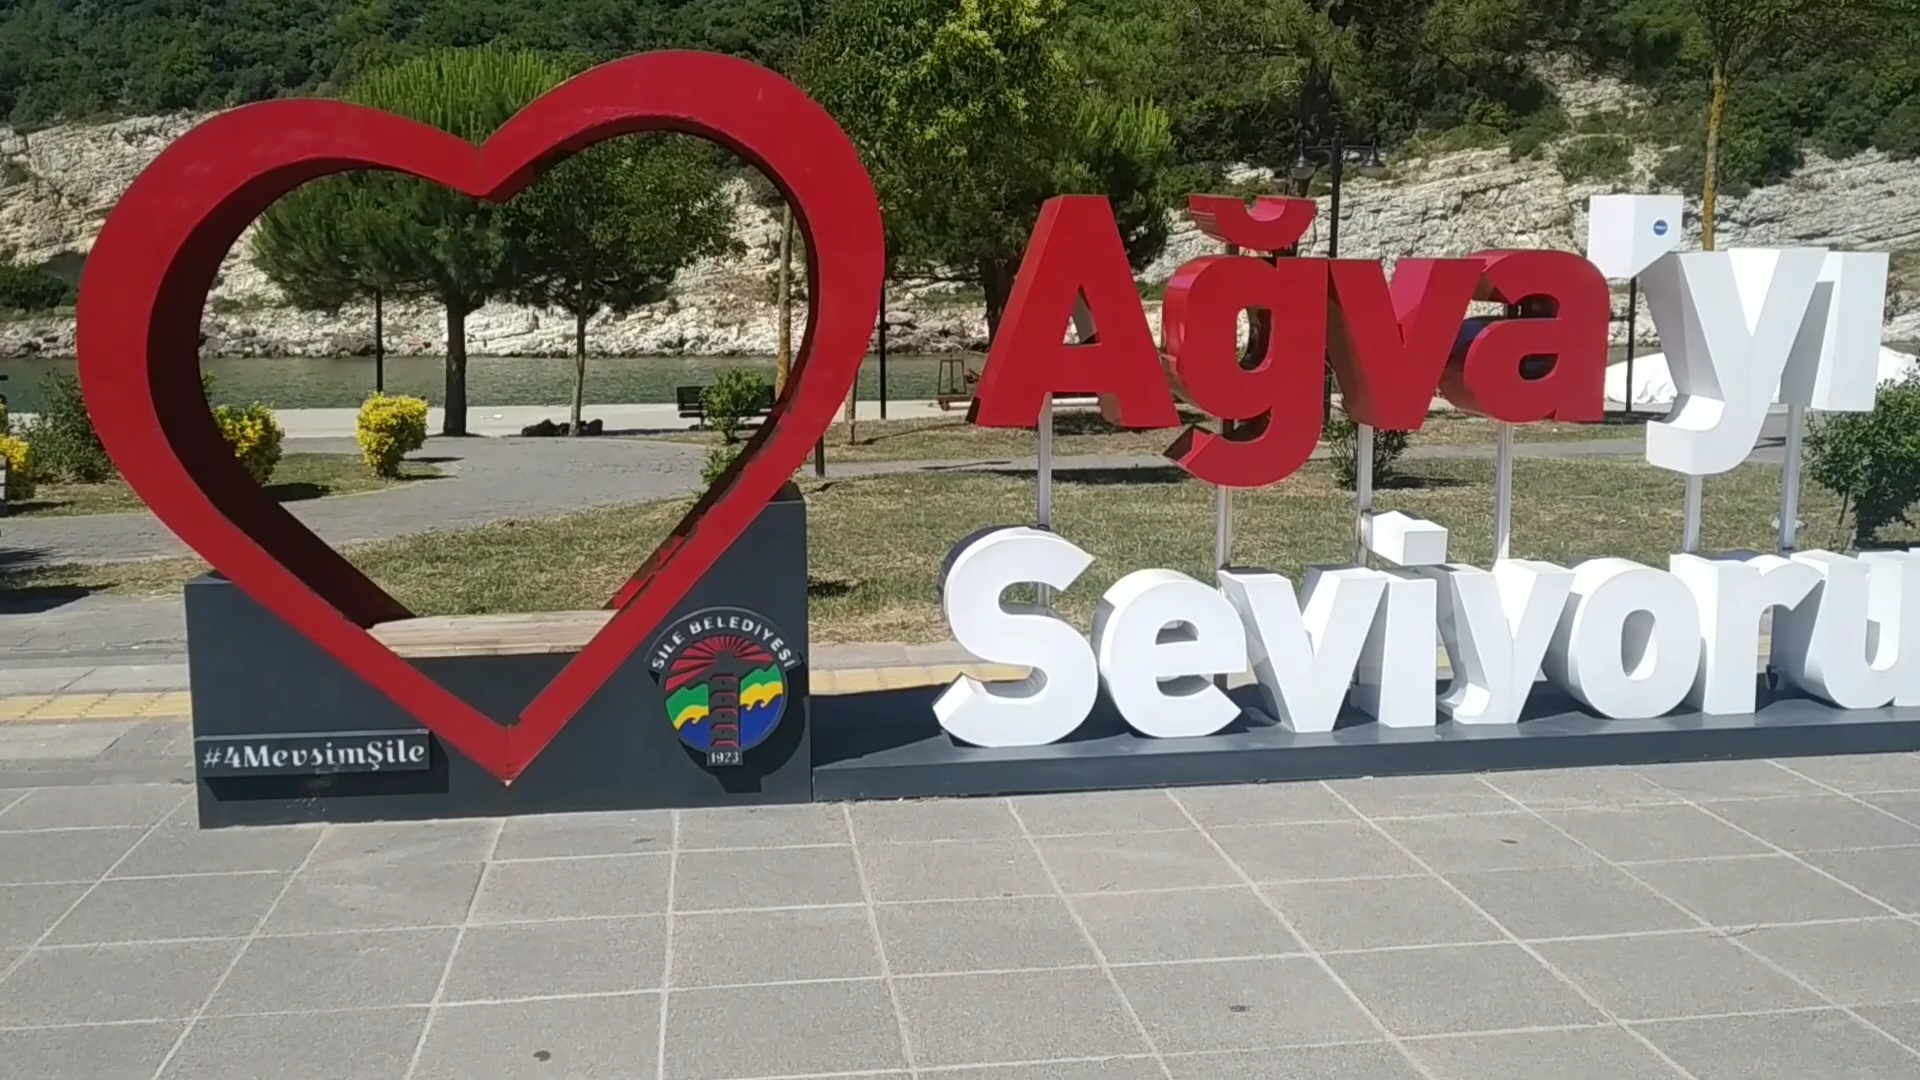 Ağva'yı
Seviyoru
ŞİLE BELEDİYESİ
1923
#4MevsimŞile